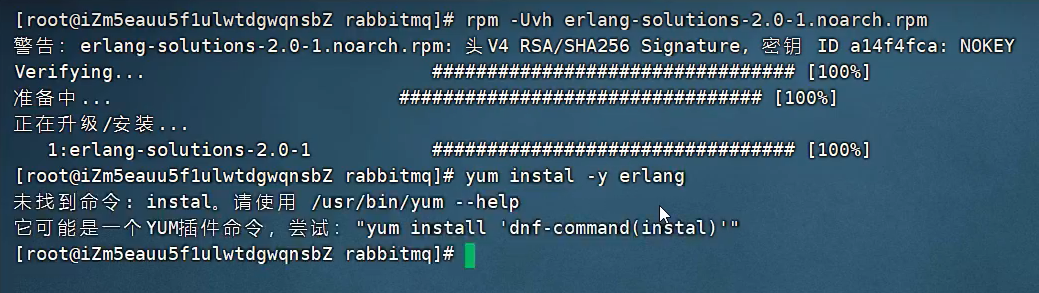 [root@iZm5eauu5f1ulwtdgwqnsbZ rabbitmq]# rpm -Uvh erlang-solutions-2.0-1.noarch.rpm
警告：erlang-solutions-2.0-1.noarch.rpm: 头V4 RSA/SHA256 Signature, 密钥 ID a14f4fca: NOKEY
Verifying... ################################# [100%]
准备中... ################################# [100%]
正在升级/安装...
1:erlang-solutions-2.0-1 ################################# [100%]
[root@iZm5eauu5f1ulwtdgwqnsbZ rabbitmq]# yum instal -y erlang
未找到命令: instal。请使用 /usr/bin/yum --help
它可能是一个YUM插件命令，尝试："yum install 'dnf-command(instal)'"
[root@iZm5eauu5f1ulwtdgwqnsbZ rabbitmq]#